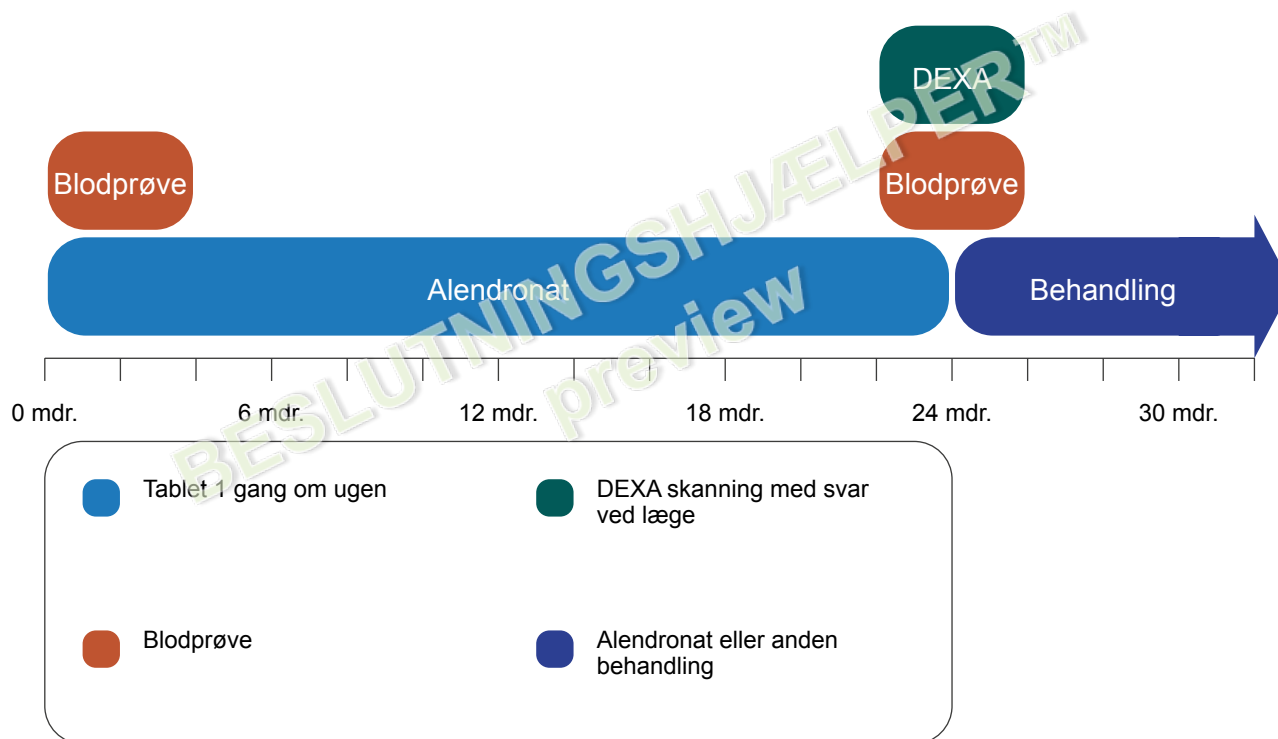 DEXA
Blodprøve
Blodprøve
Alendronat
Behandling
0 mdr.
6 mdr.
12 mdr.
18 mdr.
24 mdr.
30 mdr.
Tablet 1 gang om ugen
DEXA skanning med svar
ved læge
Blodprøve
Alendronat eller anden
behandling
BESLUTNINGSHJÆLPER™
preview